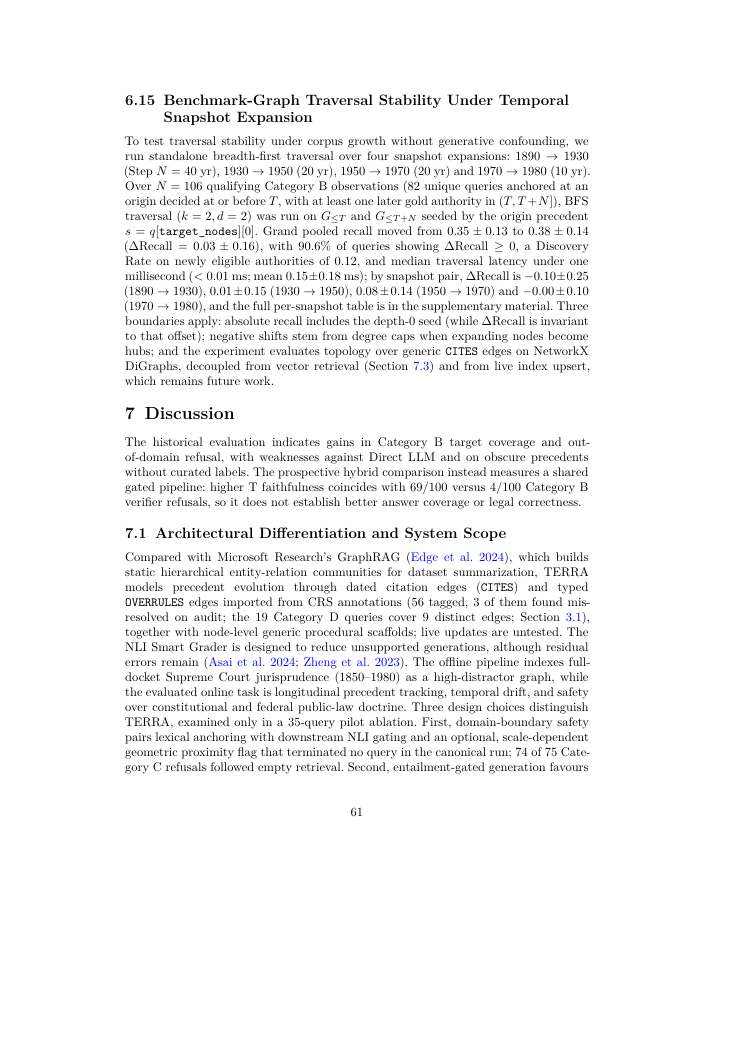 6.15 Benchmark-Graph Traversal Stability Under Temporal
Snapshot Expansion
To test traversal stability under corpus growth without generative confounding, we
run standalone breadth-first traversal over four snapshot expansions: 1890 → 1930
(Step N = 40 yr), 1930 → 1950 (20 yr), 1950 → 1970 (20 yr) and 1970 → 1980 (10 yr).
Over N = 106 qualifying Category B observations (82 unique queries anchored at an
origin decided at or before T, with at least one later gold authority in (T, T+N]), BFS
traversal (k = 2, d = 2) was run on G≤T and G≤T+N seeded by the origin precedent
s = q[target_nodes][0]. Grand pooled recall moved from 0.35 ± 0.13 to 0.38 ± 0.14
(ΔRecall = 0.03 ± 0.16), with 90.6% of queries showing ΔRecall ≥ 0, a Discovery
Rate on newly eligible authorities of 0.12, and median traversal latency under one
millisecond (< 0.01 ms; mean 0.15±0.18 ms); by snapshot pair, ΔRecall is −0.10±0.25
(1890 → 1930), 0.01±0.15 (1930 → 1950), 0.08±0.14 (1950 → 1970) and −0.00±0.10
(1970 → 1980), and the full per-snapshot table is in the supplementary material. Three
boundaries apply: absolute recall includes the depth-0 seed (while ΔRecall is invariant
to that offset); negative shifts stem from degree caps when expanding nodes become
hubs; and the experiment evaluates topology over generic CITES edges on NetworkX
DiGraphs, decoupled from vector retrieval (Section 7.3) and from live index upsert,
which remains future work.
7 Discussion
The historical evaluation indicates gains in Category B target coverage and out-
of-domain refusal, with weaknesses against Direct LLM and on obscure precedents
without curated labels. The prospective hybrid comparison instead measures a shared
gated pipeline: higher T faithfulness coincides with 69/100 versus 4/100 Category B
verifier refusals, so it does not establish better answer coverage or legal correctness.
7.1 Architectural Differentiation and System Scope
Compared with Microsoft Research's GraphRAG (Edge et al. 2024), which builds
static hierarchical entity-relation communities for dataset summarization, TERRA
models precedent evolution through dated citation edges (CITES) and typed
OVERRULES edges imported from CRS annotations (56 tagged, 3 of them found mis-
resolved on audit; the 19 Category D queries cover 9 distinct edges; Section 3.1),
together with node-level generic procedural scaffolds; live updates are untested. The
NLI Smart Grader is designed to reduce unsupported generations, although residual
errors remain (Asai et al. 2024; Zheng et al. 2023). The offline pipeline indexes full-
docket Supreme Court jurisprudence (1850–1980) as a high-distractor graph, while
the evaluated online task is longitudinal precedent tracking, temporal drift, and safety
over constitutional and federal public-law doctrine. Three design choices distinguish
TERRA, examined only in a 35-query pilot ablation. First, domain-boundary safety
pairs lexical anchoring with downstream NLI gating and an optional, scale-dependent
geometric proximity flag that terminated no query in the canonical run; 74 of 75 Cate-
gory C refusals followed empty retrieval. Second, entailment-gated generation favours
61